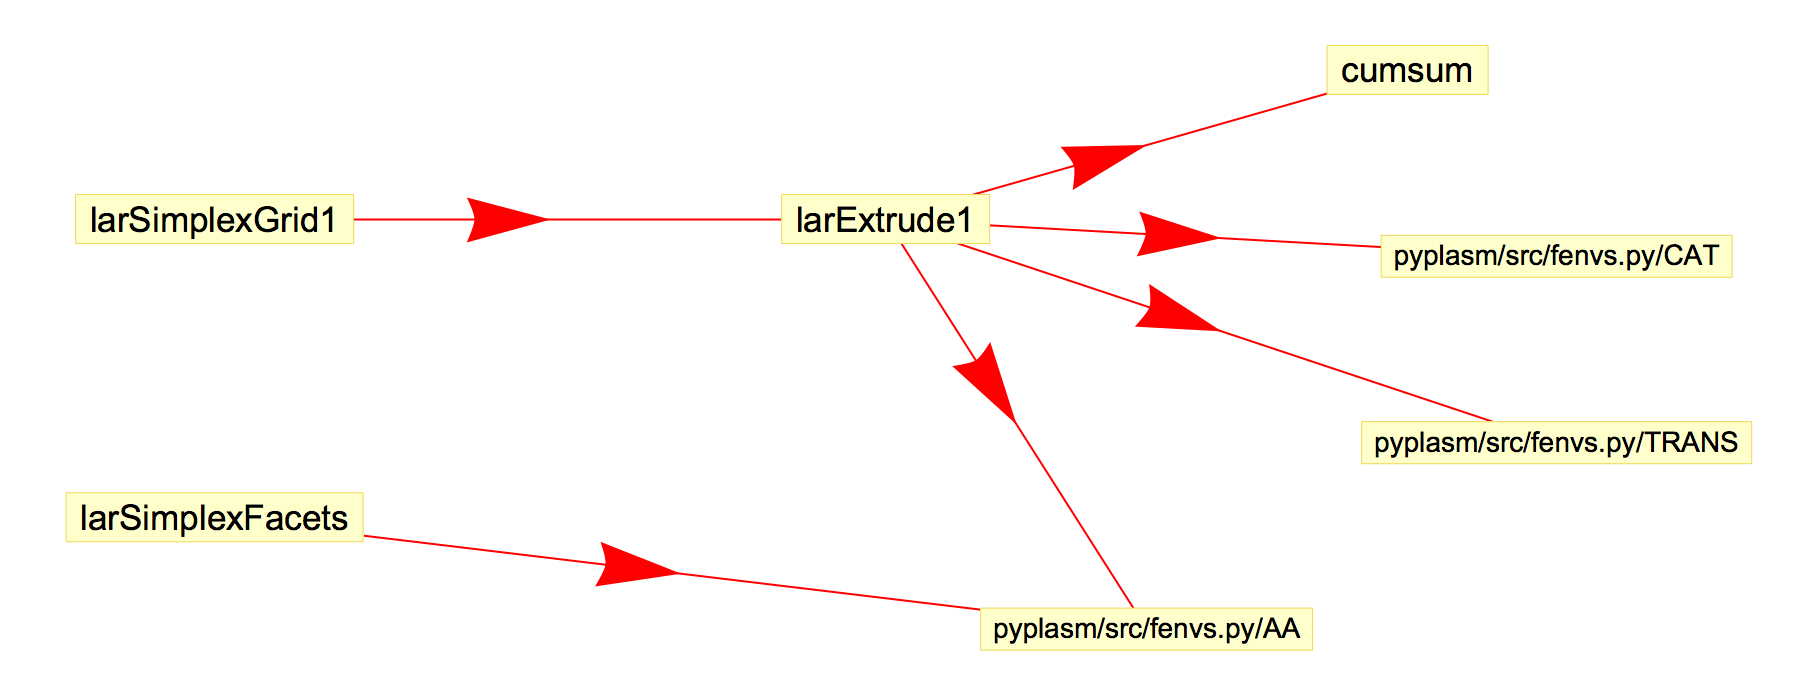 cumsum
larSimplexGrid1
larExtrude1
pyplasm/src/fenvs.py/CAT
pyplasm/src/fenvs.py/TRANS
larSimplexFacets
pyplasm/src/fenvs.py/AA